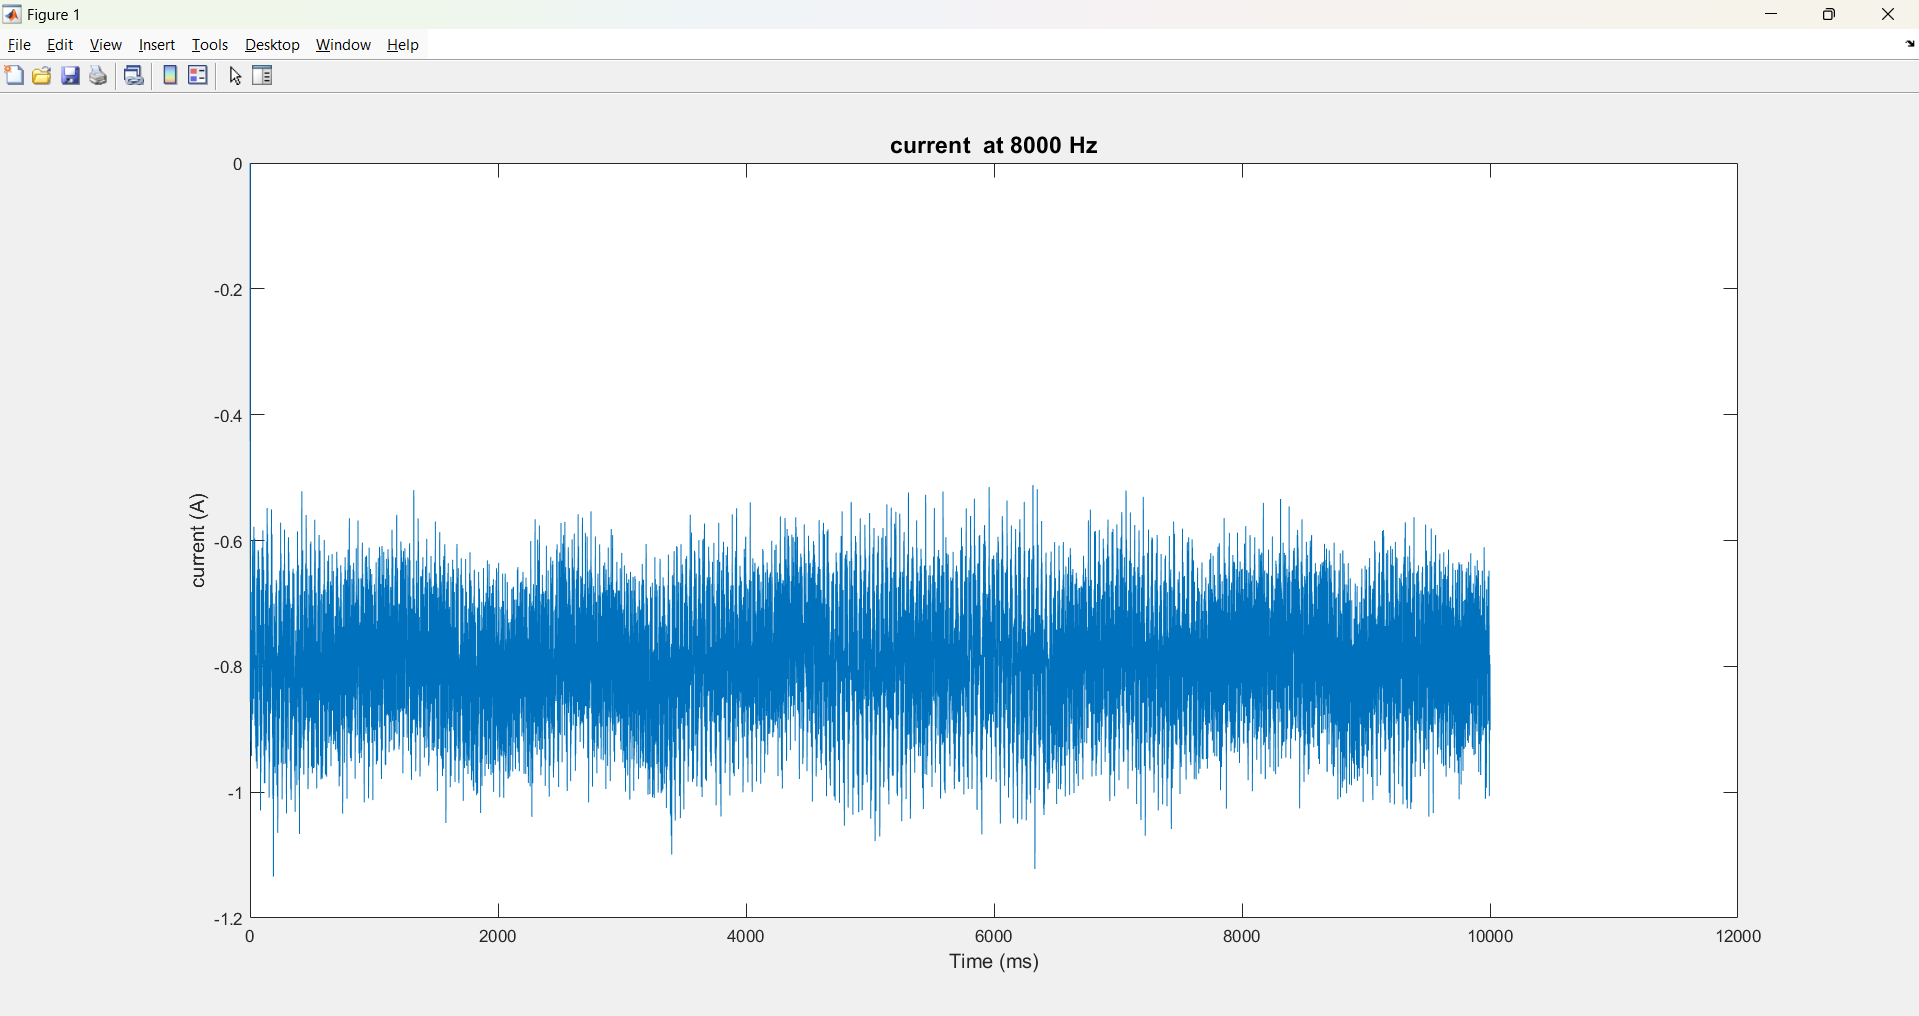 Figure 1
File Edit View Insert Tools Desktop Window Help
current  at 8000 Hz
0
-0.2
-0.4
-0.6
-0.8
-1
-1.2
current (A)
0 2000 4000 6000 8000 10000 12000
Time (ms)